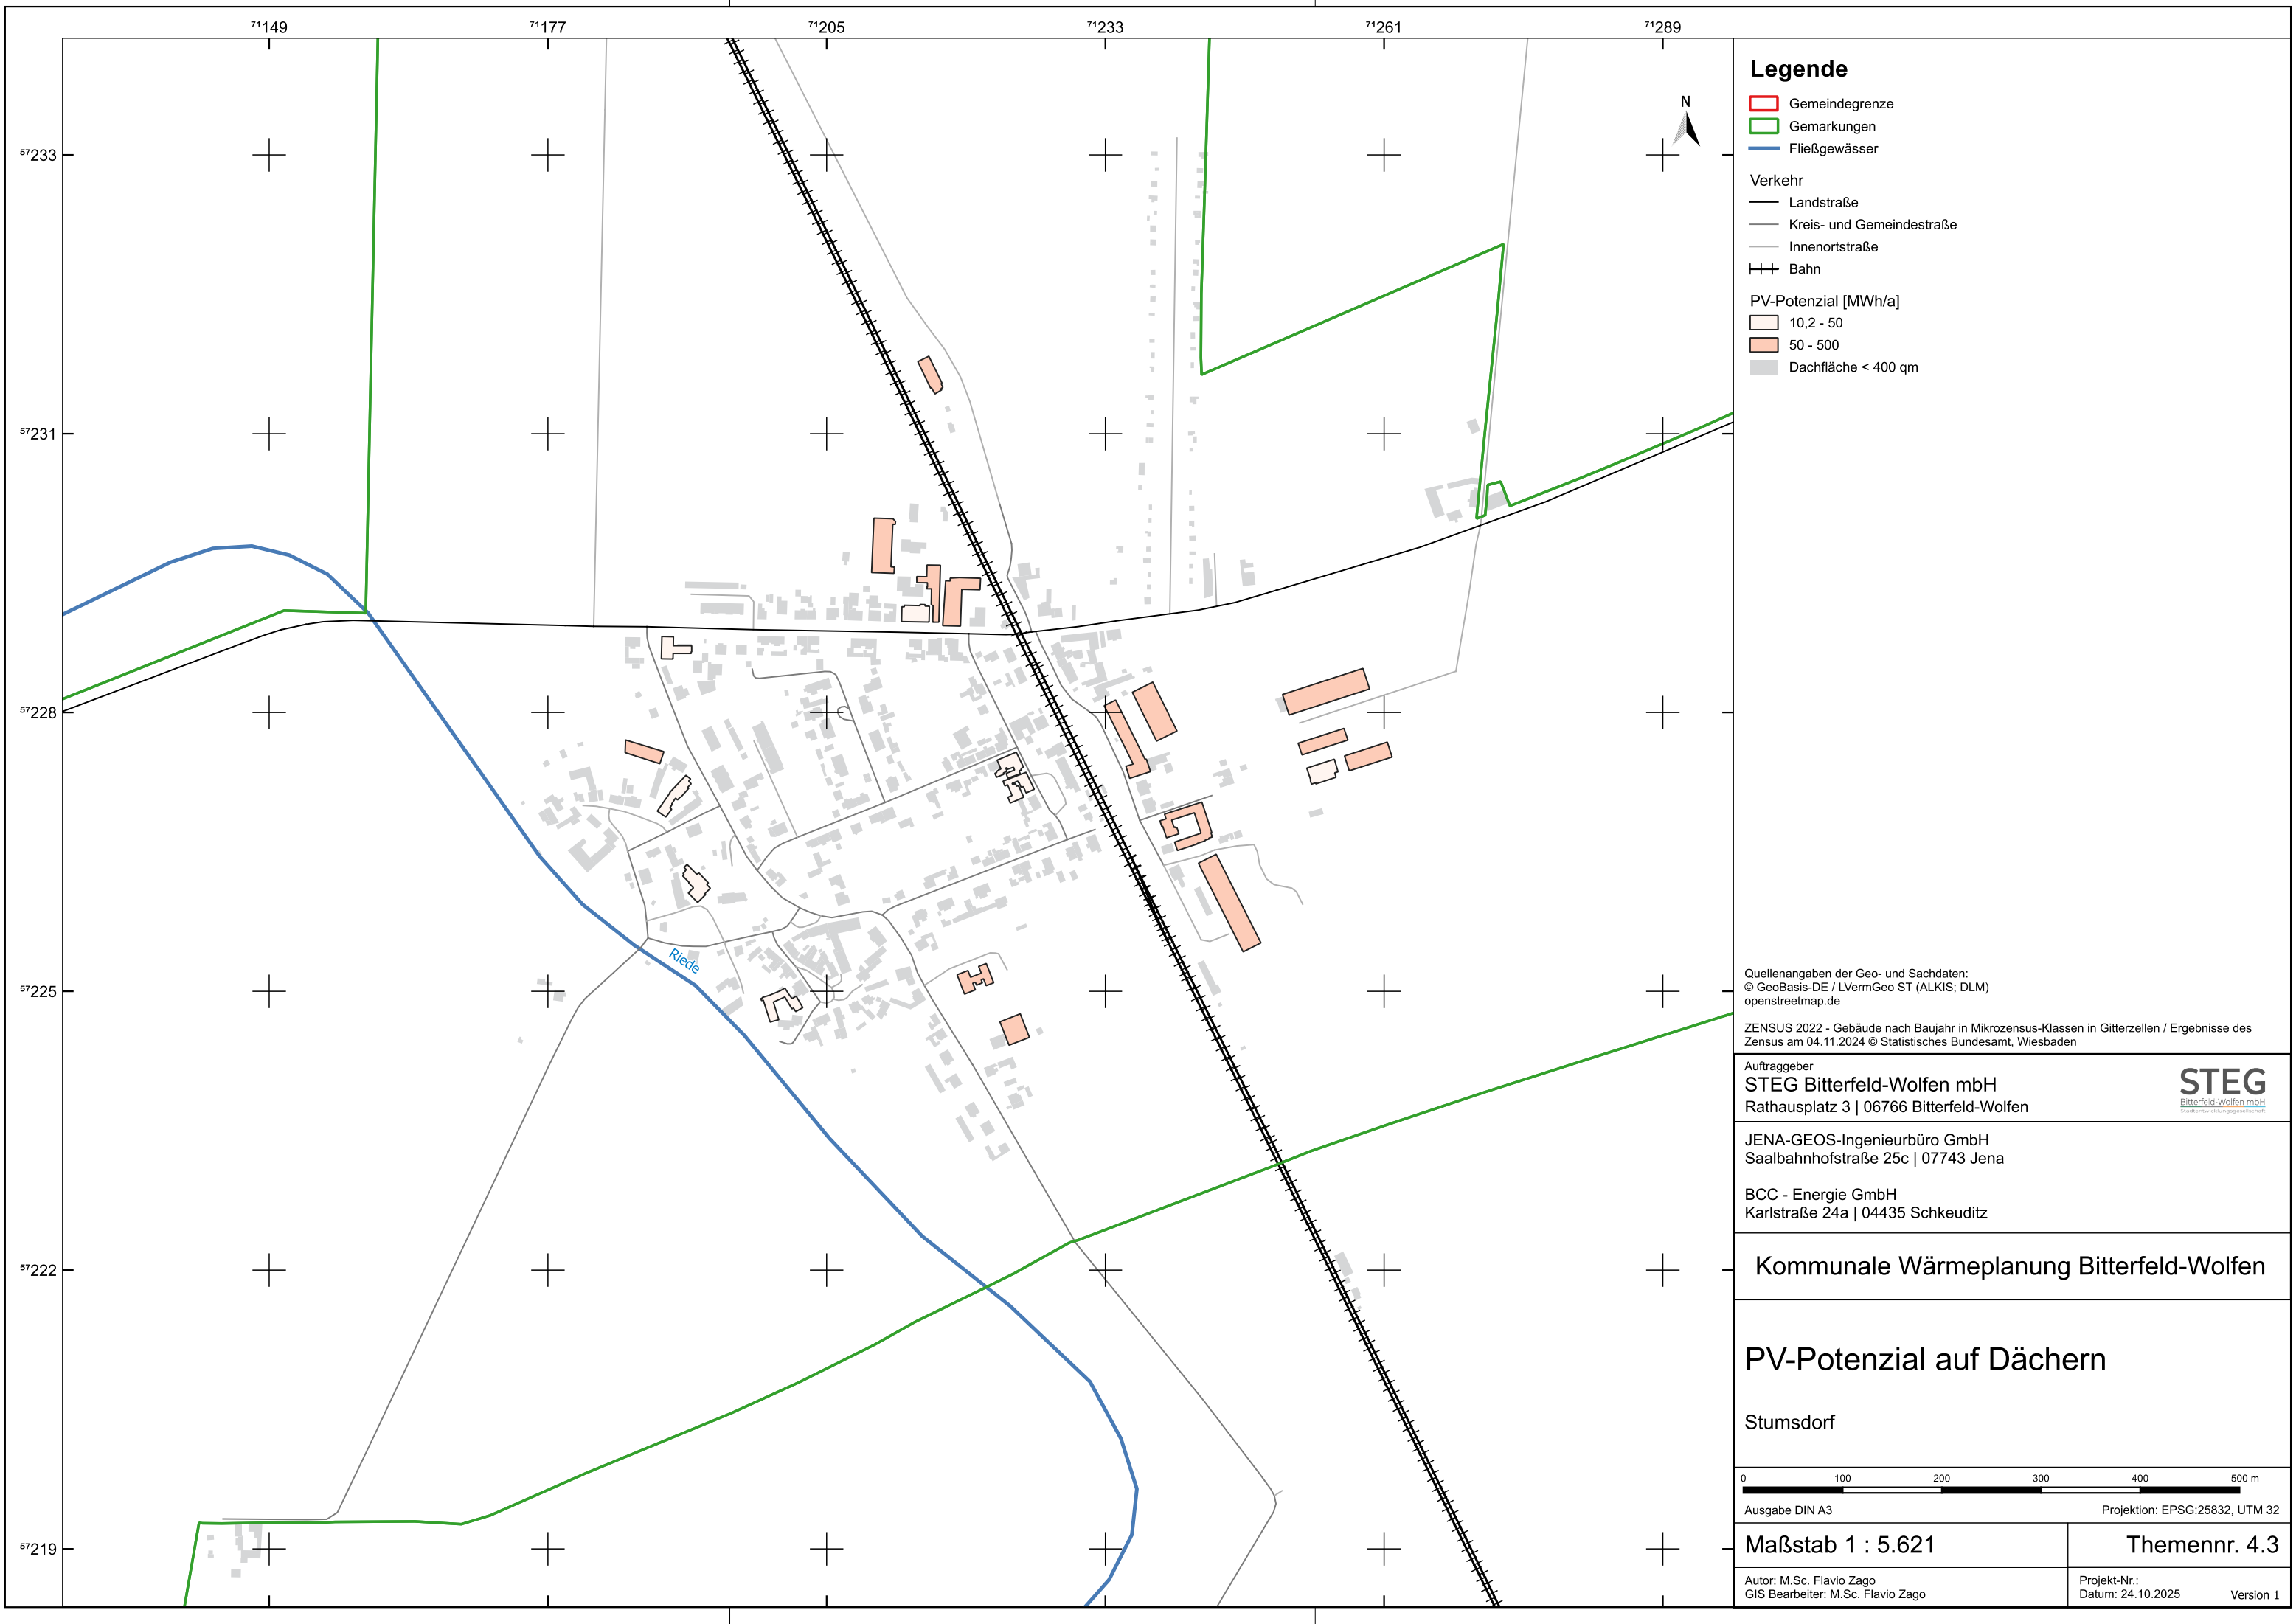 ⁷¹149 ⁷¹177 ⁷¹205 ⁷¹233 ⁷¹261 ⁷¹289
⁵⁷233
⁵⁷231
⁵⁷228
⁵⁷225
⁵⁷222
⁵⁷219
Riede
N
Legende
Gemeindegrenze
Gemarkungen
Fließgewässer
Verkehr
Landstraße
Kreis- und Gemeindestraße
Innenortstraße
Bahn
PV-Potenzial [MWh/a]
10,2 - 50
50 - 500
Dachfläche < 400 qm
Quellenangaben der Geo- und Sachdaten:
© GeoBasis-DE / LVermGeo ST (ALKIS; DLM)
openstreetmap.de
ZENSUS 2022 - Gebäude nach Baujahr in Mikrozensus-Klassen in Gitterzellen / Ergebnisse des
Zensus am 04.11.2024 © Statistisches Bundesamt, Wiesbaden
Auftraggeber
STEG Bitterfeld-Wolfen mbH
Rathausplatz 3 | 06766 Bitterfeld-Wolfen
STEG
Bitterfeld-Wolfen mbH
Stadtentwicklungsgesellschaft
JENA-GEOS-Ingenieurbüro GmbH
Saalbahnhofstraße 25c | 07743 Jena
BCC - Energie GmbH
Karlstraße 24a | 04435 Schkeuditz
Kommunale Wärmeplanung Bitterfeld-Wolfen
PV-Potenzial auf Dächern
Stumsdorf
0 100 200 300 400 500 m
Ausgabe DIN A3 Projektion: EPSG:25832, UTM 32
Maßstab 1 : 5.621 Themennr. 4.3
Autor: M.Sc. Flavio Zago
GIS Bearbeiter: M.Sc. Flavio Zago
Projekt-Nr.:
Datum: 24.10.2025 Version 1